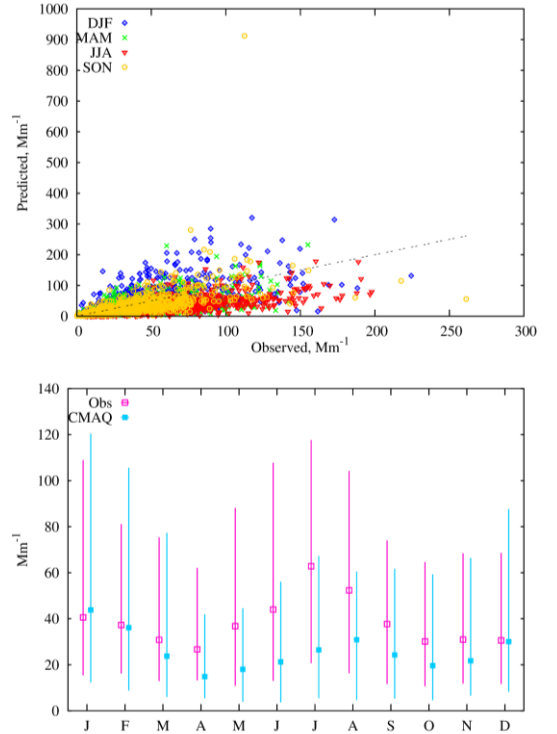 1000
900
800
700
600
500
400
300
200
100
0
Predicted, Mm-1
DJF
MAM
JJA
SON
0 50 100 150 200 250 300
Observed, Mm-1
140
120
100
80
60
40
20
0
Mm-1
Obs
CMAQ
J F M A M J J A S O N D